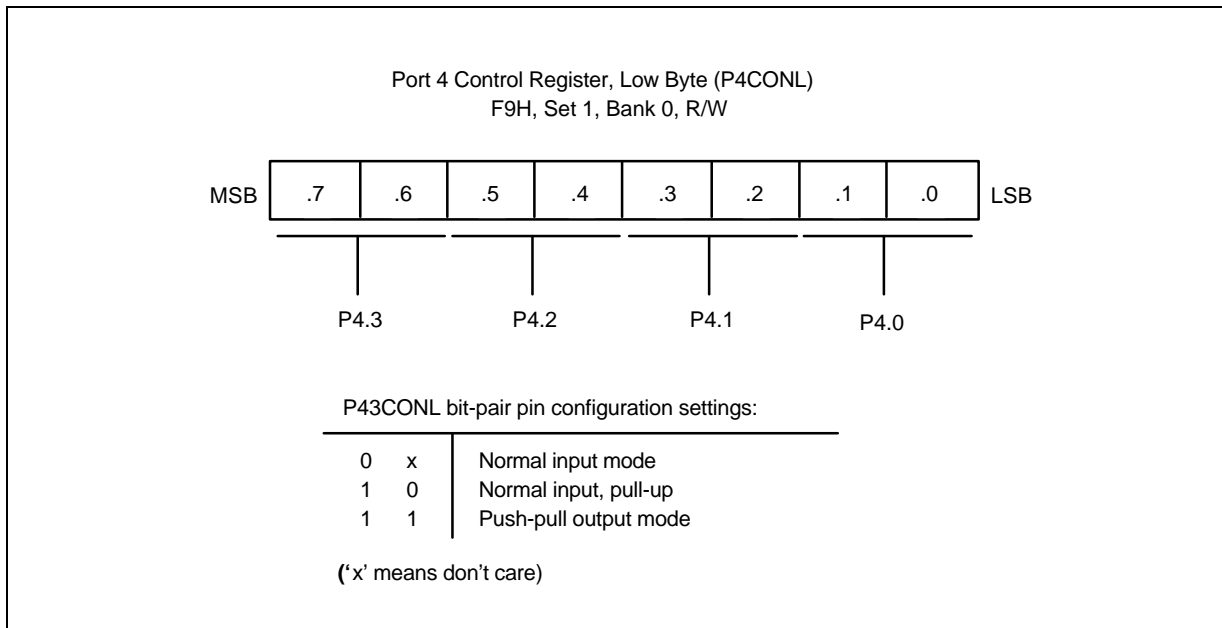 Port 4 Control Register, Low Byte (P4CONL)
F9H, Set 1, Bank 0, R/W
MSB .7 .6 .5 .4 .3 .2 .1 .0 LSB
P4.3 P4.2 P4.1 P4.0
P43CONL bit-pair pin configuration settings:
0 x Normal input mode
1 0 Normal input, pull-up
1 1 Push-pull output mode
(‘x’ means don't care)